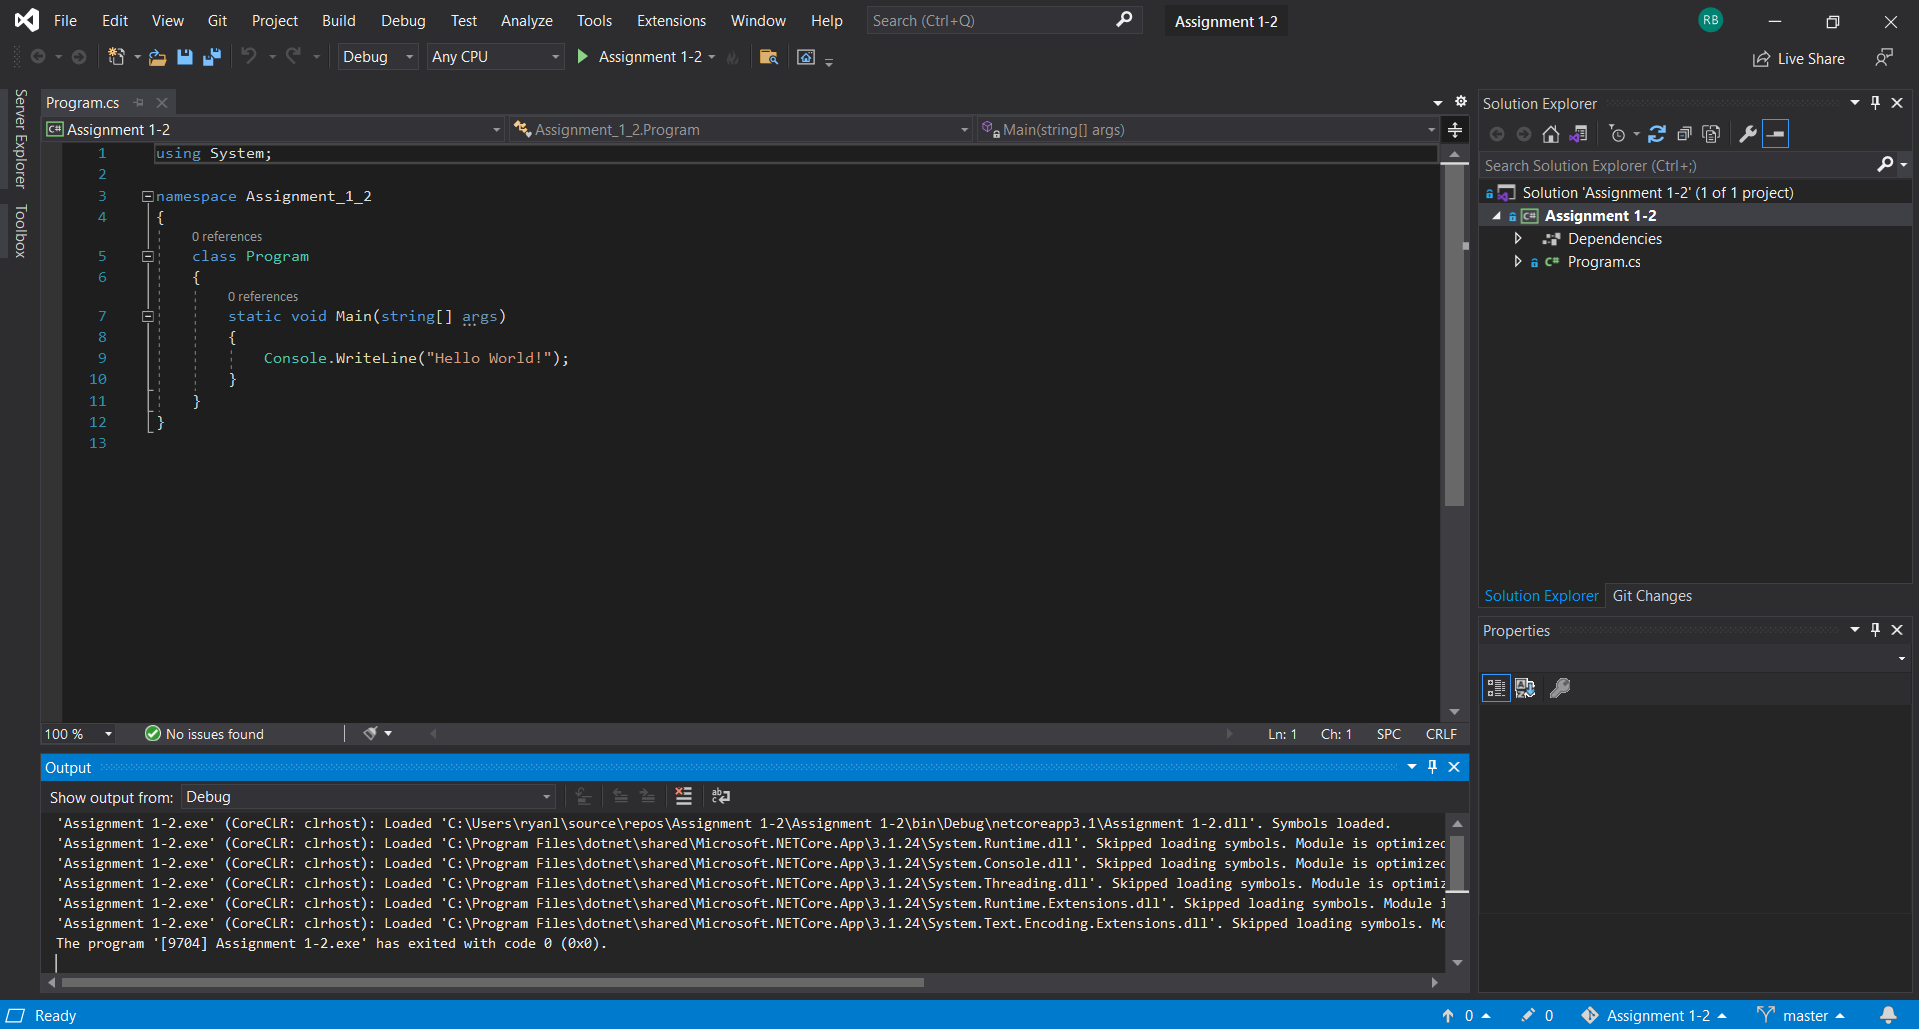 File Edit View Git Project Build Debug Test Analyze Tools Extensions Window Help Search (Ctrl+Q) Assignment 1-2 RB
Debug Any CPU Assignment 1-2 Live Share
Server Explorer
Toolbox
Program.cs
Assignment 1-2 Assignment_1_2.Program Main(string[] args)
1 using System;
2
3 namespace Assignment_1_2
4 {
0 references
5 class Program
6 {
0 references
7 static void Main(string[] args)
8 {
9 Console.WriteLine("Hello World!");
10 }
11 }
12 }
13
100 % No issues found Ln: 1 Ch: 1 SPC CRLF
Output
Show output from: Debug
'Assignment 1-2.exe' (CoreCLR: clrhost): Loaded 'C:\Users\ryanl\source\repos\Assignment 1-2\Assignment 1-2\bin\Debug\netcoreapp3.1\Assignment 1-2.dll'. Symbols loaded.
'Assignment 1-2.exe' (CoreCLR: clrhost): Loaded 'C:\Program Files\dotnet\shared\Microsoft.NETCore.App\3.1.24\System.Runtime.dll'. Skipped loading symbols. Module is optimized
'Assignment 1-2.exe' (CoreCLR: clrhost): Loaded 'C:\Program Files\dotnet\shared\Microsoft.NETCore.App\3.1.24\System.Console.dll'. Skipped loading symbols. Module is optimized
'Assignment 1-2.exe' (CoreCLR: clrhost): Loaded 'C:\Program Files\dotnet\shared\Microsoft.NETCore.App\3.1.24\System.Threading.dll'. Skipped loading symbols. Module is optimiz
'Assignment 1-2.exe' (CoreCLR: clrhost): Loaded 'C:\Program Files\dotnet\shared\Microsoft.NETCore.App\3.1.24\System.Runtime.Extensions.dll'. Skipped loading symbols. Module i
'Assignment 1-2.exe' (CoreCLR: clrhost): Loaded 'C:\Program Files\dotnet\shared\Microsoft.NETCore.App\3.1.24\System.Text.Encoding.Extensions.dll'. Skipped loading symbols. Mo
The program '[9704] Assignment 1-2.exe' has exited with code 0 (0x0).
Solution Explorer
Search Solution Explorer (Ctrl+;)
Solution 'Assignment 1-2' (1 of 1 project)
C# Assignment 1-2
Dependencies
C# Program.cs
Solution Explorer Git Changes
Properties
Ready 0 0 Assignment 1-2 master